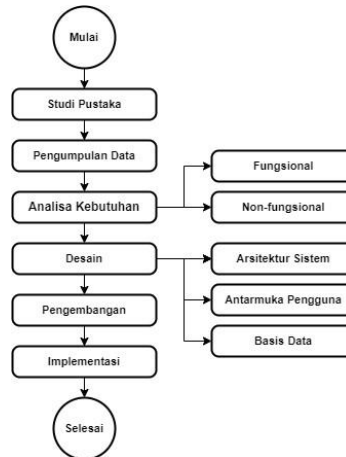 Mulai
Studi Pustaka
Pengumpulan Data
Fungsional
Analisa Kebutuhan
Non-fungsional
Desain
Arsitektur Sistem
Antarmuka Pengguna
Pengembangan
Basis Data
Implementasi
Selesai